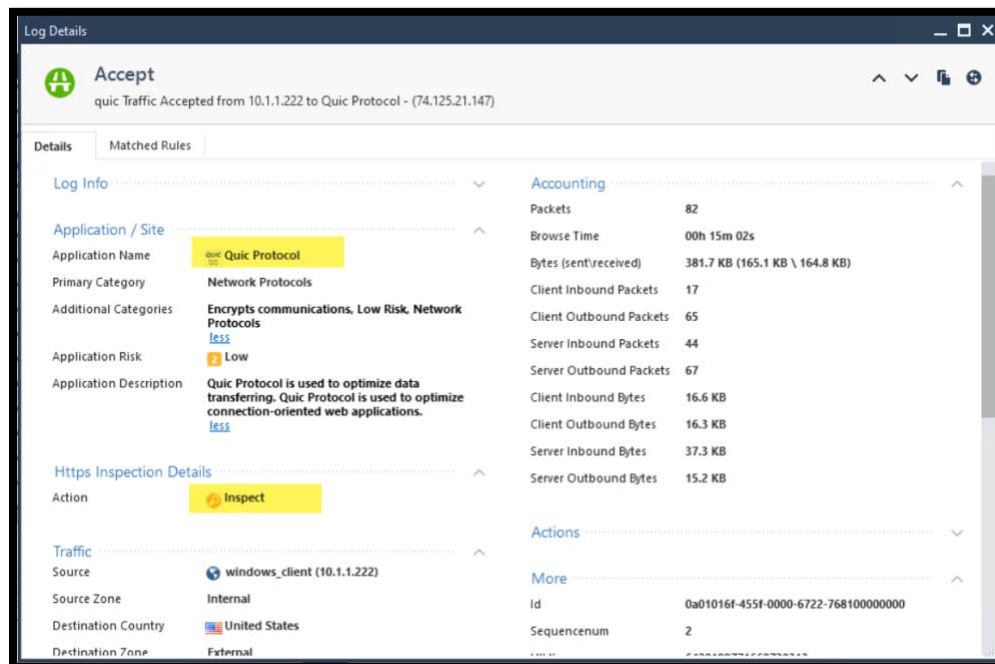 Log Details
Accept
quic Traffic Accepted from 10.1.1.222 to Quic Protocol - (74.125.21.147)
Details
Matched Rules
Log Info
Application / Site
Application Name
Quic Protocol
Primary Category
Network Protocols
Additional Categories
Encrypts communications, Low Risk, Network
Protocols
less
Application Risk
2 Low
Application Description
Quic Protocol is used to optimize data
transferring. Quic Protocol is used to optimize
connection-oriented web applications.
less
Https Inspection Details
Action
Inspect
Traffic
Source
windows_client (10.1.1.222)
Source Zone
Internal
Destination Country
United States
Destination Zone
External
Accounting
Packets
82
Browse Time
00h 15m 02s
Bytes (sent\received)
381.7 KB (165.1 KB \ 164.8 KB)
Client Inbound Packets
17
Client Outbound Packets
65
Server Inbound Packets
44
Server Outbound Packets
67
Client Inbound Bytes
16.6 KB
Client Outbound Bytes
16.3 KB
Server Inbound Bytes
37.3 KB
Server Outbound Bytes
15.2 KB
Actions
More
Id
0a01016f-455f-0000-6722-768100000000
Sequencenum
2